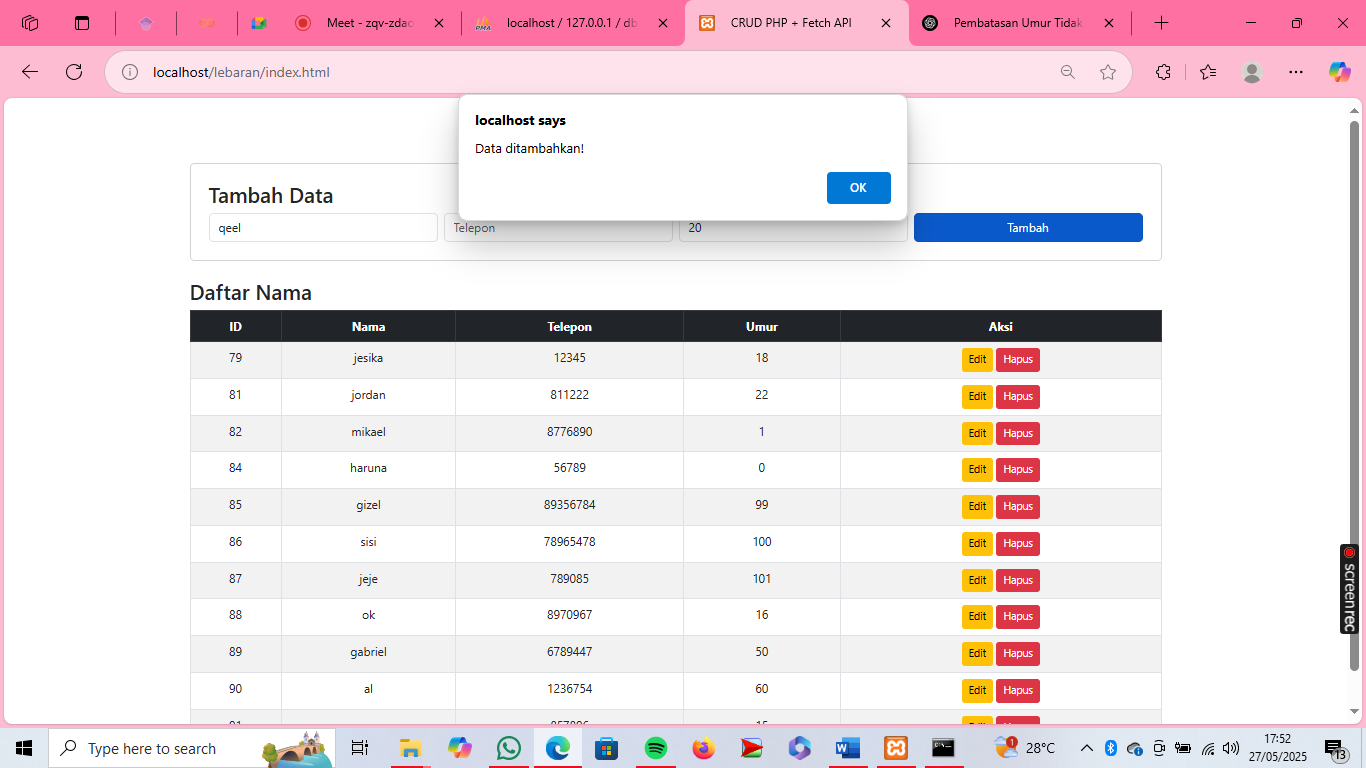 Meet - zqv-zdac
localhost / 127.0.0.1 / db
CRUD PHP + Fetch API
Pembatasan Umur Tidak
localhost/lebaran/index.html
localhost says
Data ditambahkan!
OK
Tambah Data
qeel Telepon 20 Tambah
Daftar Nama
ID Nama Telepon Umur Aksi
79 jesika 12345 18 Edit Hapus
81 jordan 811222 22 Edit Hapus
82 mikael 8776890 1 Edit Hapus
84 haruna 56789 0 Edit Hapus
85 gizel 89356784 99 Edit Hapus
86 sisi 78965478 100 Edit Hapus
87 jeje 789085 101 Edit Hapus
88 ok 8970967 16 Edit Hapus
89 gabriel 6789447 50 Edit Hapus
90 al 1236754 60 Edit Hapus
screen rec
Type here to search
28°C
17:52
27/05/2025
13